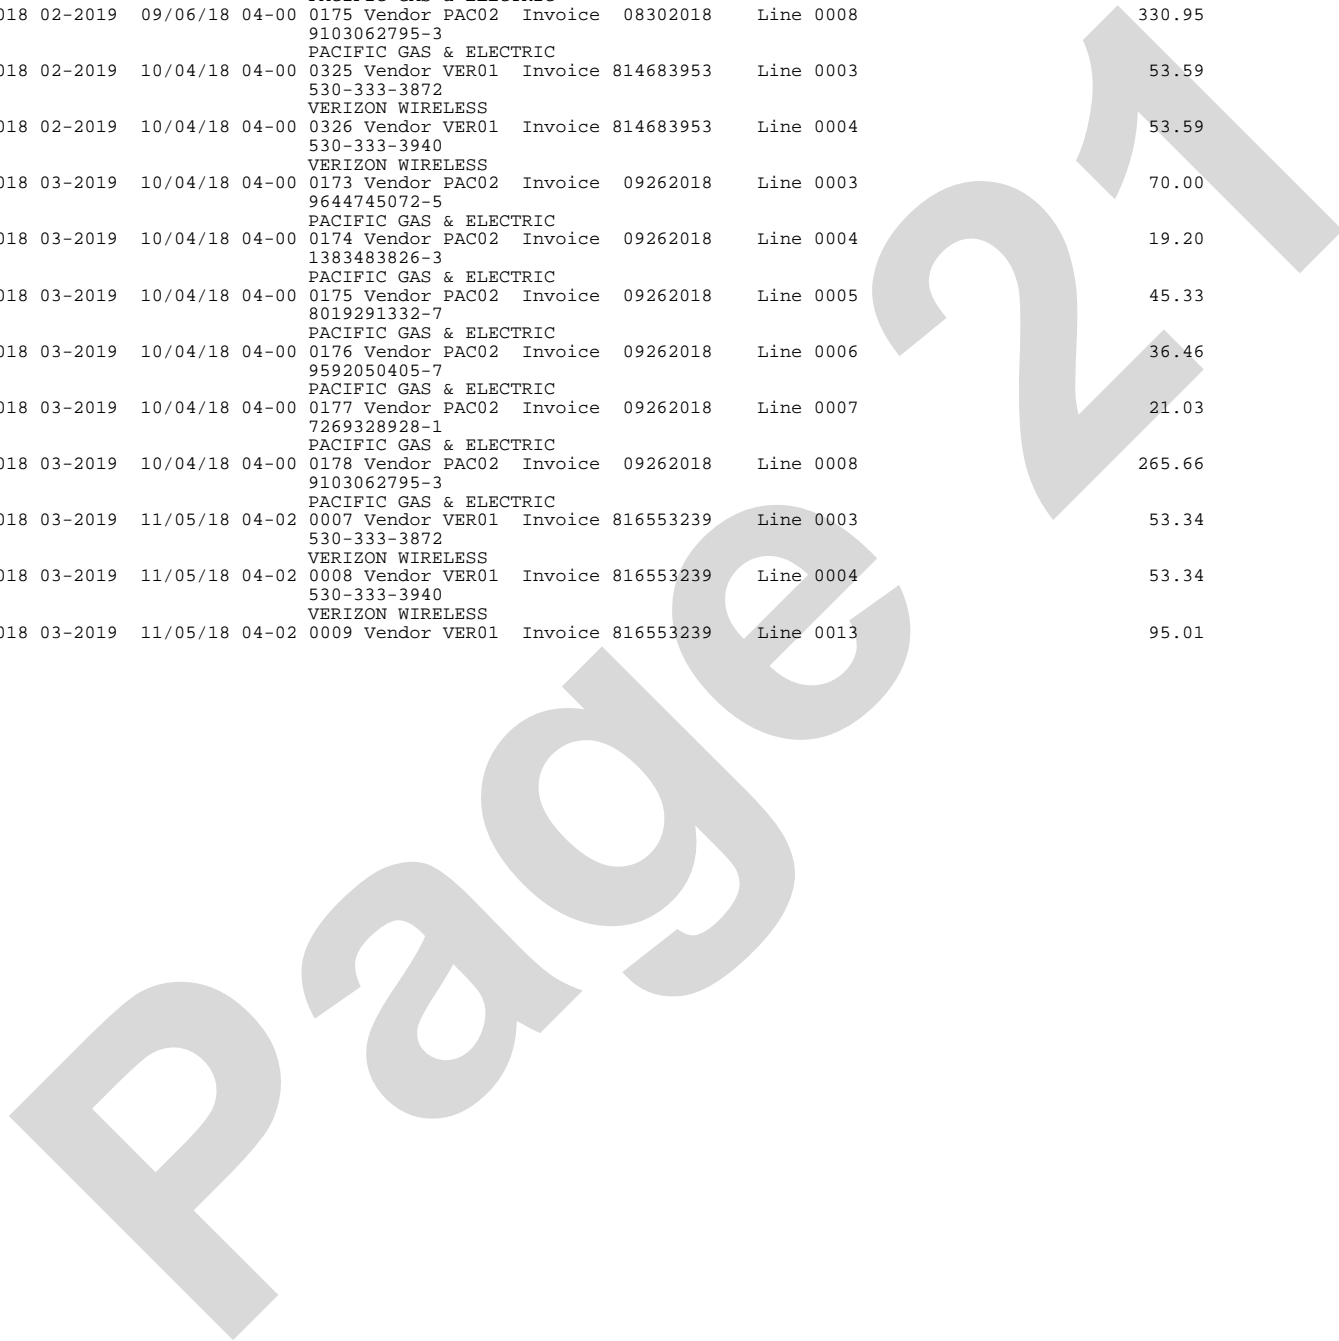 PACIFIC GAS & ELECTRIC
018 02-2019 09/06/18 04-00 0175 Vendor PAC02 Invoice 08302018 Line 0008 330.95
9103062795-3
PACIFIC GAS & ELECTRIC
018 02-2019 10/04/18 04-00 0325 Vendor VER01 Invoice 814683953 Line 0003 53.59
530-333-3872
VERIZON WIRELESS
018 02-2019 10/04/18 04-00 0326 Vendor VER01 Invoice 814683953 Line 0004 53.59
530-333-3940
VERIZON WIRELESS
018 03-2019 10/04/18 04-00 0173 Vendor PAC02 Invoice 09262018 Line 0003 70.00
9644745072-5
PACIFIC GAS & ELECTRIC
018 03-2019 10/04/18 04-00 0174 Vendor PAC02 Invoice 09262018 Line 0004 19.20
1383483826-3
PACIFIC GAS & ELECTRIC
018 03-2019 10/04/18 04-00 0175 Vendor PAC02 Invoice 09262018 Line 0005 45.33
8019291332-7
PACIFIC GAS & ELECTRIC
018 03-2019 10/04/18 04-00 0176 Vendor PAC02 Invoice 09262018 Line 0006 36.46
9592050405-7
PACIFIC GAS & ELECTRIC
018 03-2019 10/04/18 04-00 0177 Vendor PAC02 Invoice 09262018 Line 0007 21.03
7269328928-1
PACIFIC GAS & ELECTRIC
018 03-2019 10/04/18 04-00 0178 Vendor PAC02 Invoice 09262018 Line 0008 265.66
9103062795-3
PACIFIC GAS & ELECTRIC
018 03-2019 11/05/18 04-02 0007 Vendor VER01 Invoice 816553239 Line 0003 53.34
530-333-3872
VERIZON WIRELESS
018 03-2019 11/05/18 04-02 0008 Vendor VER01 Invoice 816553239 Line 0004 53.34
530-333-3940
VERIZON WIRELESS
018 03-2019 11/05/18 04-02 0009 Vendor VER01 Invoice 816553239 Line 0013 95.01
Page 21